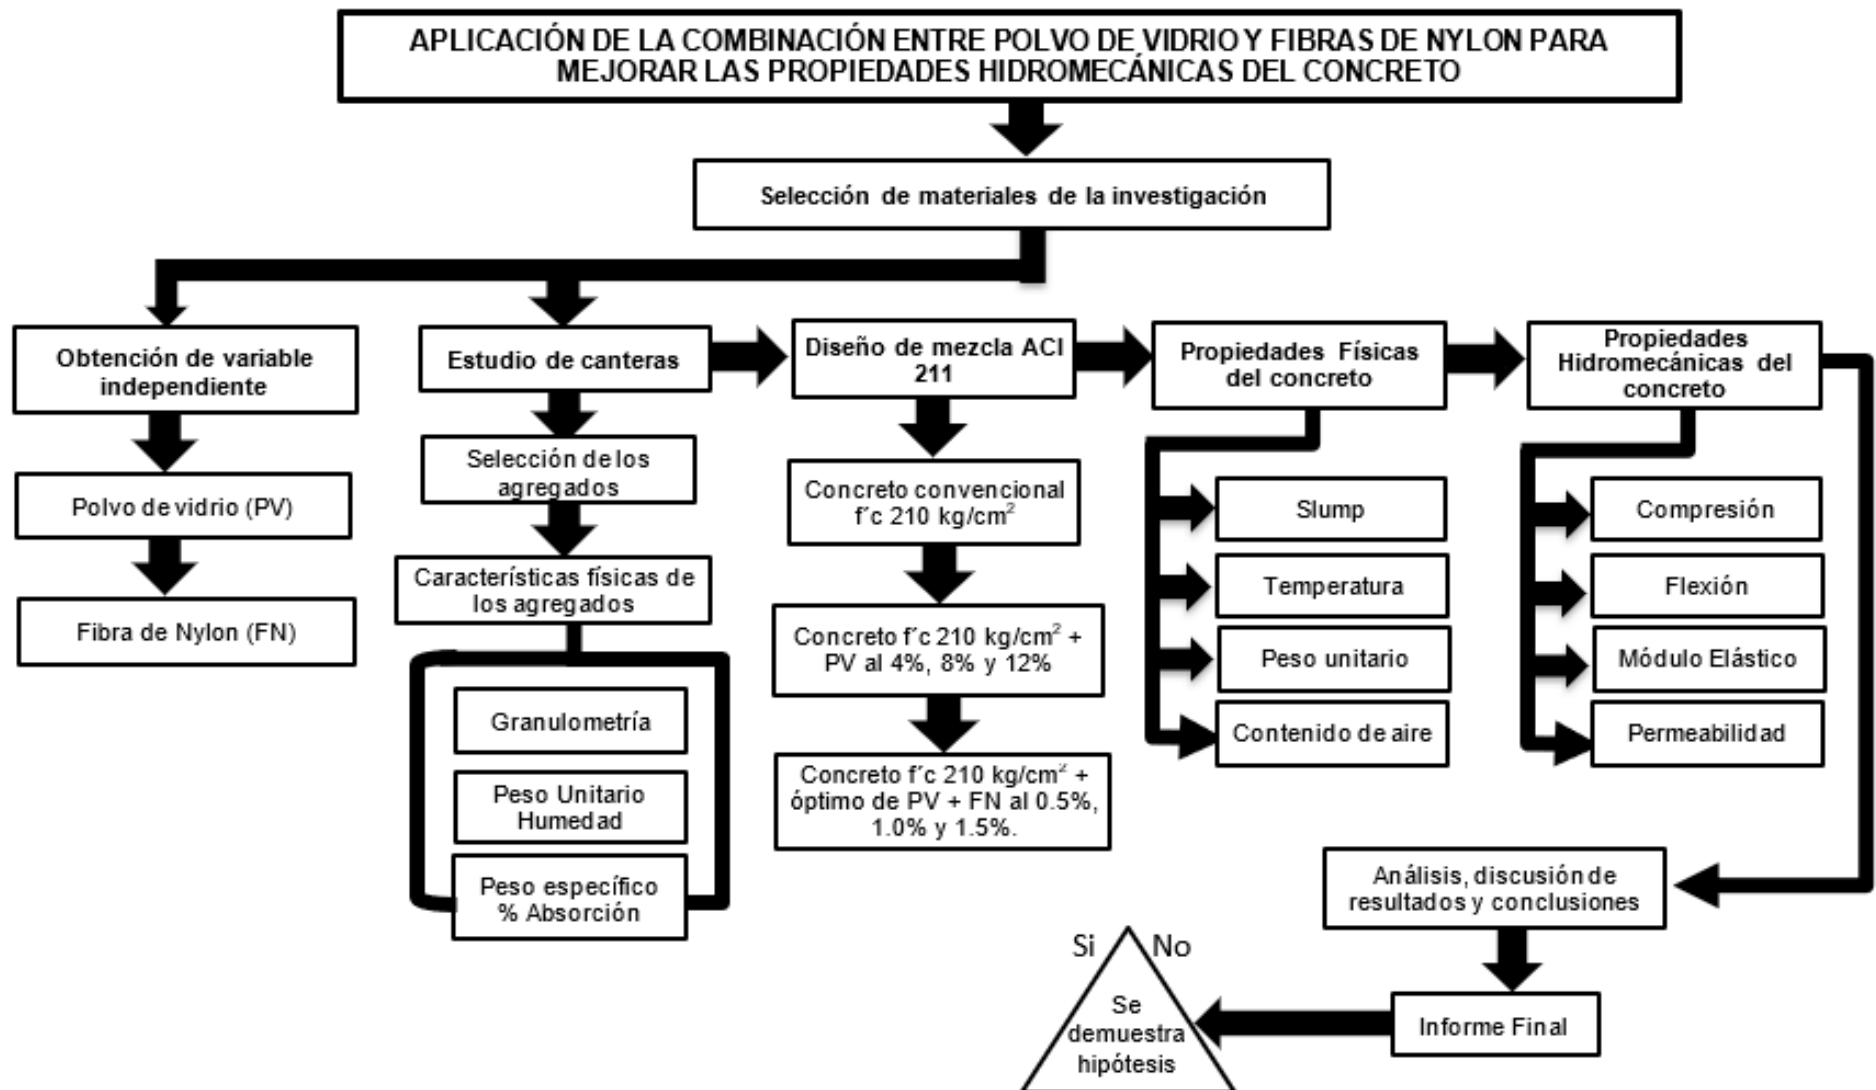 APLICACIÓN DE LA COMBINACIÓN ENTRE POLVO DE VIDRIO Y FIBRAS DE NYLON PARA
MEJORAR LAS PROPIEDADES HIDROMECÁNICAS DEL CONCRETO
Selección de materiales de la investigación
Obtención de variable
independiente
Polvo de vidrio (PV)
Fibra de Nylon (FN)
Estudio de canteras
Selección de los
agregados
Característícas físicas de
los agregados
Granulometría
Peso Unitario
Humedad
Peso específico
% Absorción
Diseño de mezcla ACI
211
Concreto convencional
f´c 210 kg/cm²
Concreto f´c 210 kg/cm² +
PV al 4%, 8% y 12%
Concreto f´c 210 kg/cm² +
óptimo de PV + FN al 0.5%,
1.0% y 1.5%.
Propiedades Físicas
del concreto
Slump
Temperatura
Peso unitario
Contenido de aire
Propiedades
Hidromecánicas del
concreto
Compresión
Flexión
Módulo Elástico
Permeabilidad
Análisis, discusión de
resultados y conclusiones
Informe Final
Si No
Se
demuestra
hipótesis